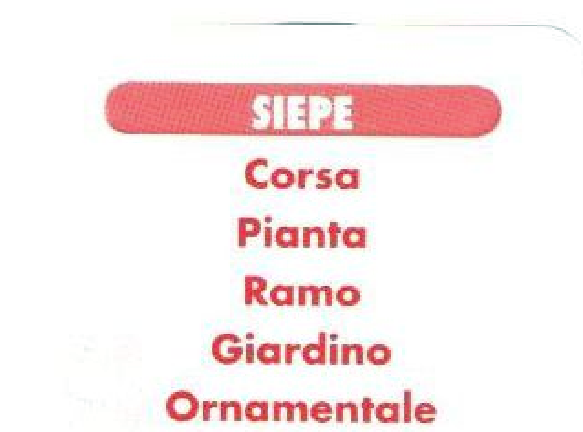 SIEPE
Corsa
Pianta
Ramo
Giardino
Ornamentale